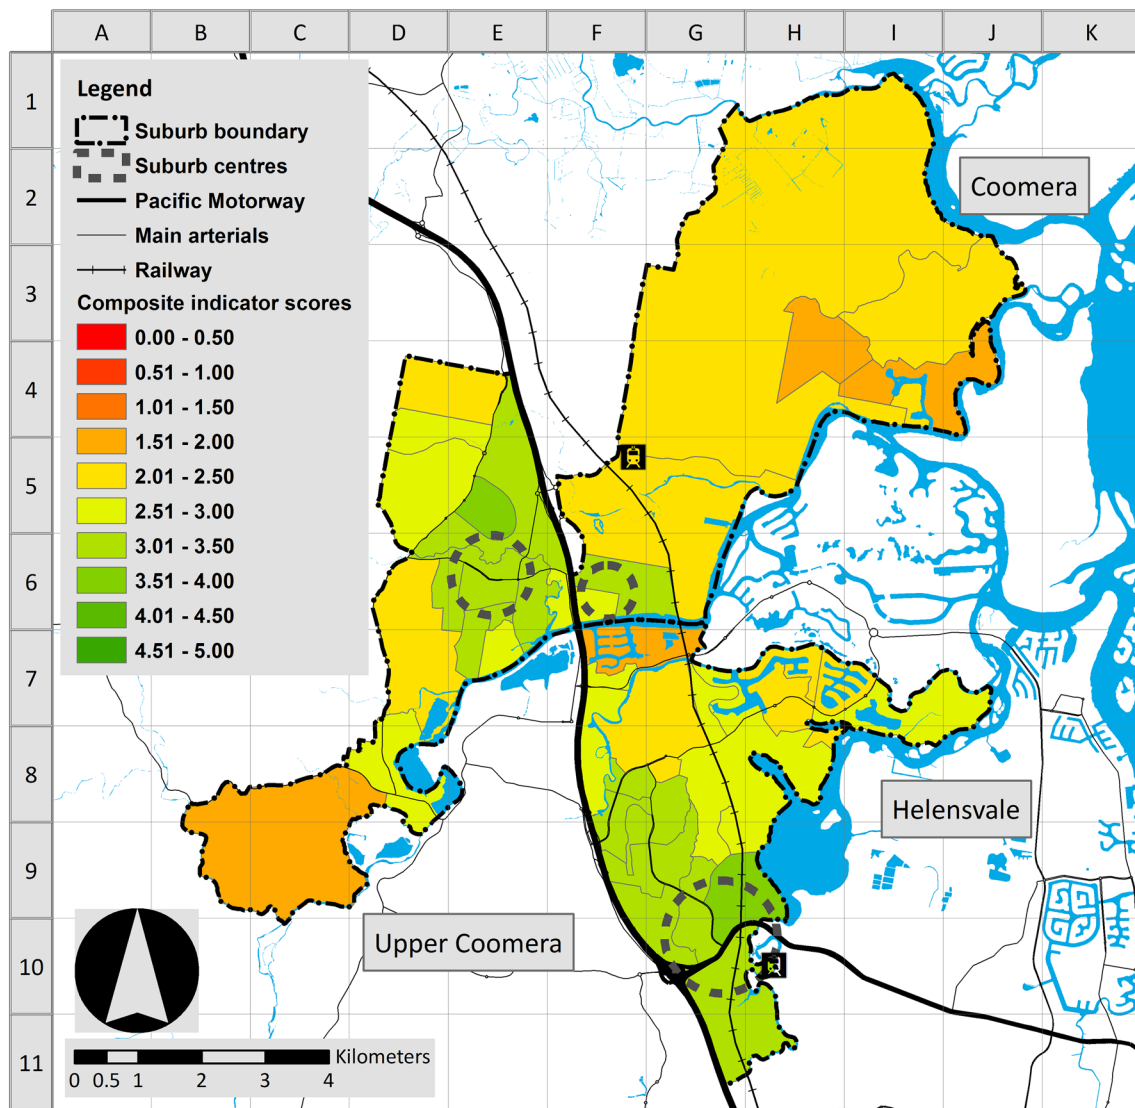 A B C D E F G H I J K
1
2
3
4
5
6
7
8
9
10
11
Legend
Suburb boundary
Suburb centres
Pacific Motorway
Main arterials
Railway
Composite indicator scores
0.00 - 0.50
0.51 - 1.00
1.01 - 1.50
1.51 - 2.00
2.01 - 2.50
2.51 - 3.00
3.01 - 3.50
3.51 - 4.00
4.01 - 4.50
4.51 - 5.00
Coomera
Helensvale
Upper Coomera
Kilometers
0 0.5 1 2 3 4